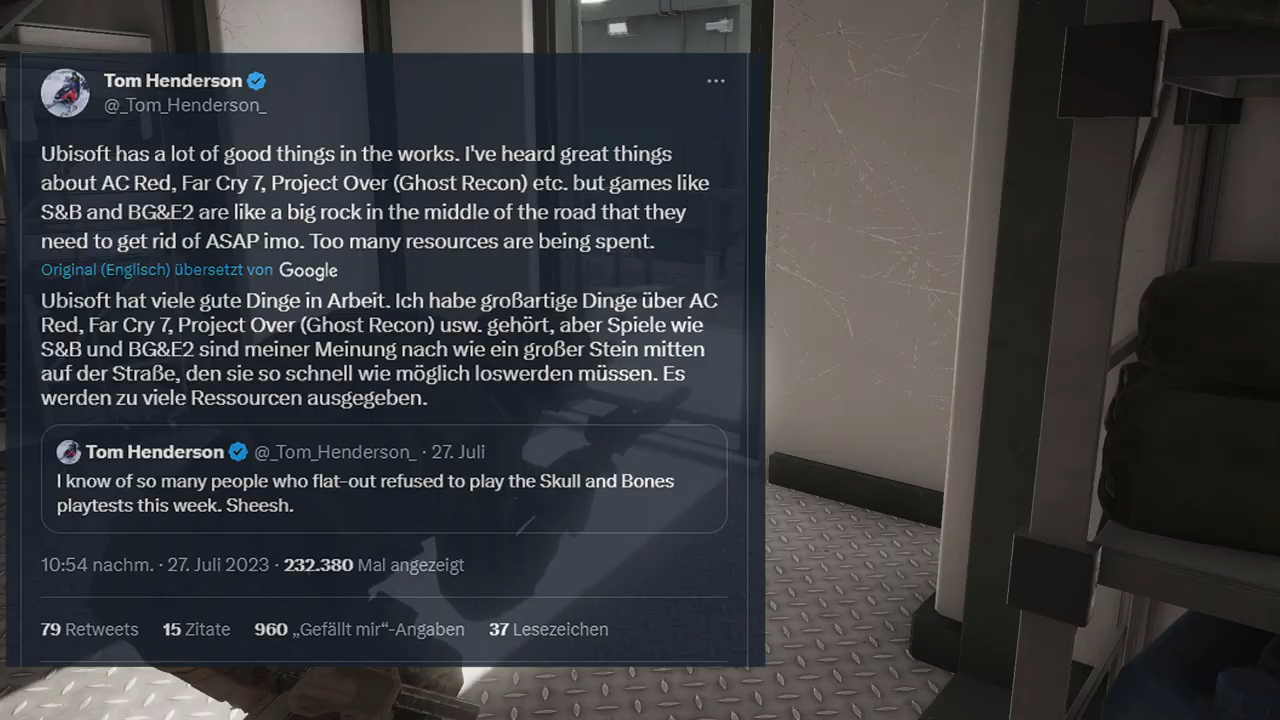 Tom Henderson
@_Tom_Henderson_
Ubisoft has a lot of good things in the works. I've heard great things
about AC Red, Far Cry 7, Project Over (Ghost Recon) etc. but games like
S&B and BG&E2 are like a big rock in the middle of the road that they
need to get rid of ASAP imo. Too many resources are being spent.
Original (Englisch) übersetzt von Google
Ubisoft hat viele gute Dinge in Arbeit. Ich habe großartige Dinge über AC
Red, Far Cry 7, Project Over (Ghost Recon) usw. gehört, aber Spiele wie
S&B und BG&E2 sind meiner Meinung nach wie ein großer Stein mitten
auf der Straße, den sie so schnell wie möglich loswerden müssen. Es
werden zu viele Ressourcen ausgegeben.
Tom Henderson @_Tom_Henderson_ · 27. Juli
I know of so many people who flat-out refused to play the Skull and Bones
playtests this week. Sheesh.
10:54 nachm. · 27. Juli 2023 · 232.380 Mal angezeigt
79 Retweets 15 Zitate 960 „Gefällt mir“-Angaben 37 Lesezeichen